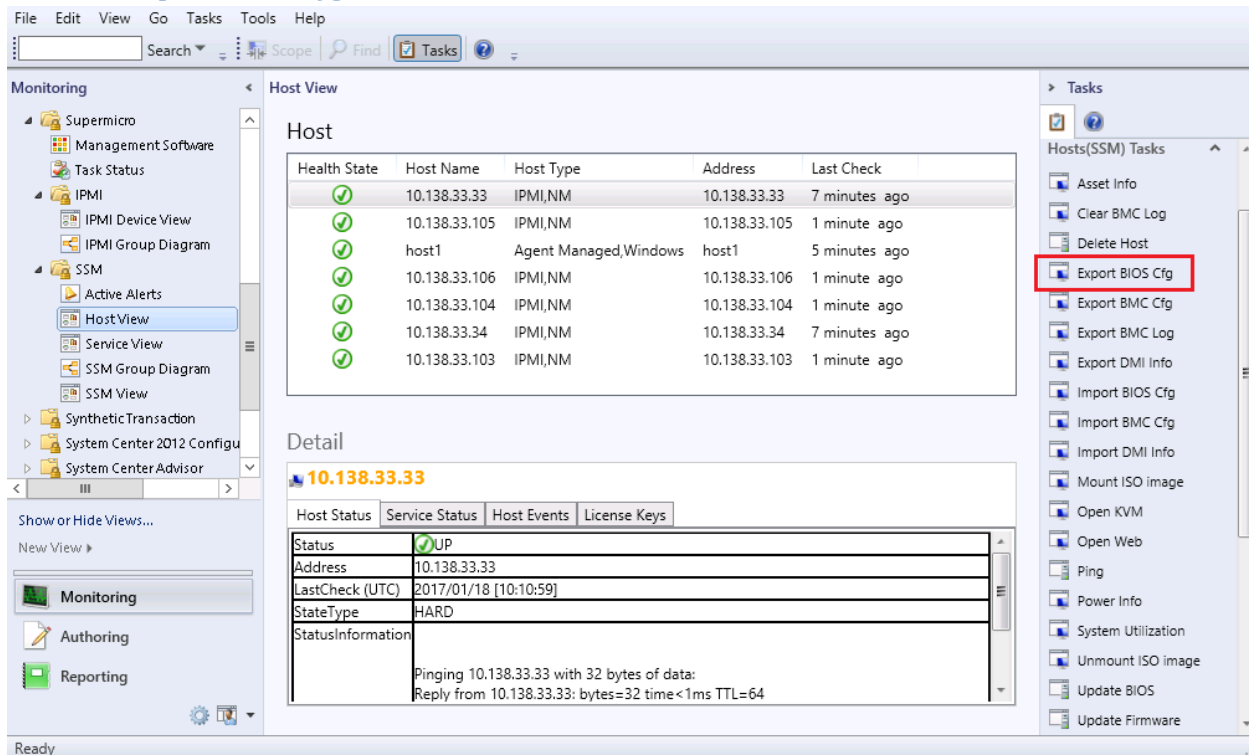 File Edit View Go Tasks Tools Help
Search Scope Find Tasks
Monitoring
Supermicro
Management Software
Task Status
IPMI
IPMI Device View
IPMI Group Diagram
SSM
Active Alerts
Host View
Service View
SSM Group Diagram
SSM View
Synthetic Transaction
System Center 2012 Configu
System Center Advisor
Show or Hide Views...
New View
Monitoring
Authoring
Reporting
Ready
Host View
Host
Health State Host Name Host Type Address Last Check
10.138.33.33 IPMI,NM 10.138.33.33 7 minutes ago
10.138.33.105 IPMI,NM 10.138.33.105 1 minute ago
host1 Agent Managed,Windows host1 5 minutes ago
10.138.33.106 IPMI,NM 10.138.33.106 1 minute ago
10.138.33.104 IPMI,NM 10.138.33.104 1 minute ago
10.138.33.34 IPMI,NM 10.138.33.34 7 minutes ago
10.138.33.103 IPMI,NM 10.138.33.103 1 minute ago
Detail
10.138.33.33
Host Status Service Status Host Events License Keys
Status UP
Address 10.138.33.33
LastCheck (UTC) 2017/01/18 [10:10:59]
StateType HARD
StatusInformation
Pinging 10.138.33.33 with 32 bytes of data:
Reply from 10.138.33.33: bytes=32 time<1ms TTL=64
Tasks
Hosts(SSM) Tasks
Asset Info
Clear BMC Log
Delete Host
Export BIOS Cfg
Export BMC Cfg
Export BMC Log
Export DMI Info
Import BIOS Cfg
Import BMC Cfg
Import DMI Info
Mount ISO image
Open KVM
Open Web
Ping
Power Info
System Utilization
Unmount ISO image
Update BIOS
Update Firmware